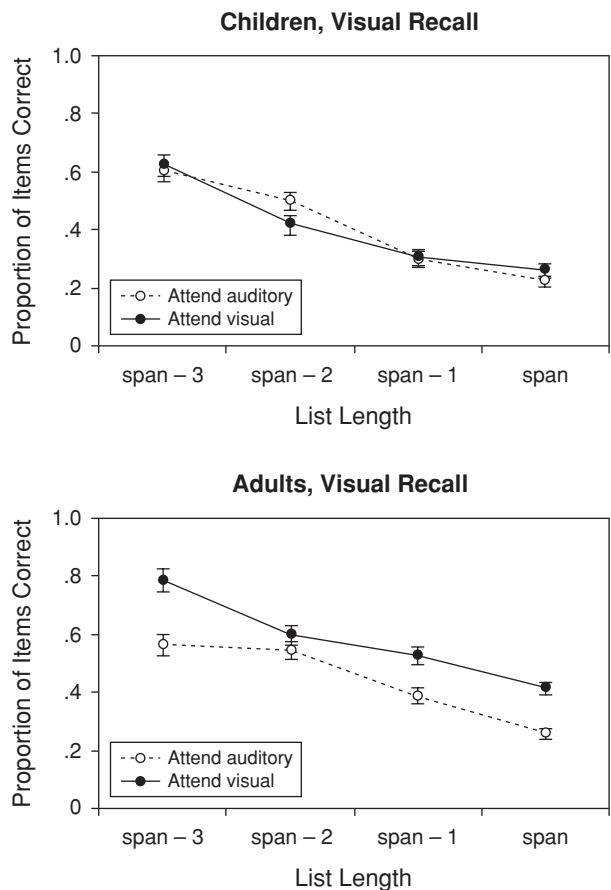 Children, Visual Recall
Proportion of Items Correct
1.0
.8
.6
.4
.2
0
Attend auditory
Attend visual
span – 3 span – 2 span – 1 span
List Length
Adults, Visual Recall
Proportion of Items Correct
1.0
.8
.6
.4
.2
0
Attend auditory
Attend visual
span – 3 span – 2 span – 1 span
List Length